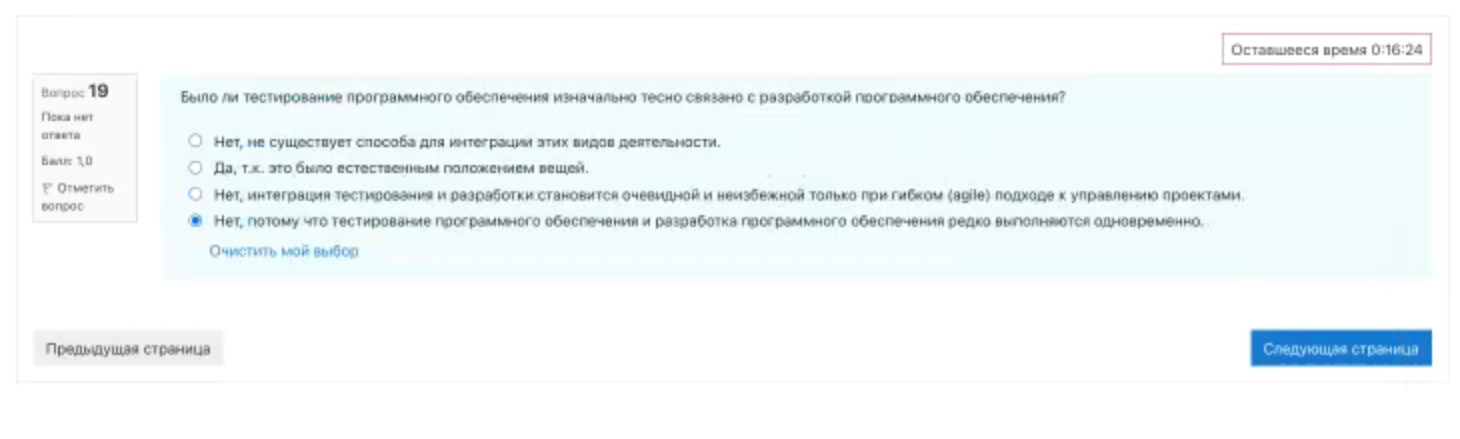 Оставшееся время 0:16:24
Вопрос 19
Пока нет
ответа
Балл: 1,0
Отметить
вопрос
Было ли тестирование программного обеспечения изначально тесно связано с разработкой программного обеспечения?
Нет, не существует способа для интеграции этих видов деятельности.
Да, т.к. это было естественным положением вещей.
Нет, интеграция тестирования и разработки становится очевидной и неизбежной только при гибком (agile) подходе к управлению проектами.
Нет, потому что тестирование программного обеспечения и разработка программного обеспечения редко выполняются одновременно.
Очистить мой выбор
Предыдущая страница
Следующая страница